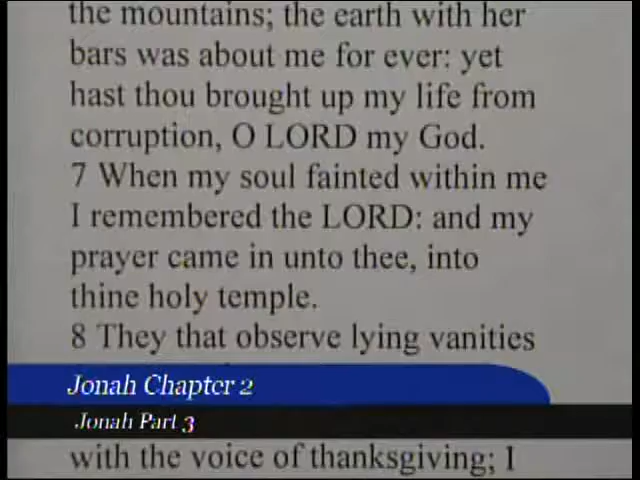 the mountains; the earth with her
bars was about me for ever: yet
hast thou brought up my life from
corruption, O LORD my God.
7 When my soul fainted within me
I remembered the LORD: and my
prayer came in unto thee, into
thine holy temple.
8 They that observe lying vanities
Jonah Chapter 2
Jonah Part 3
with the voice of thanksgiving; I